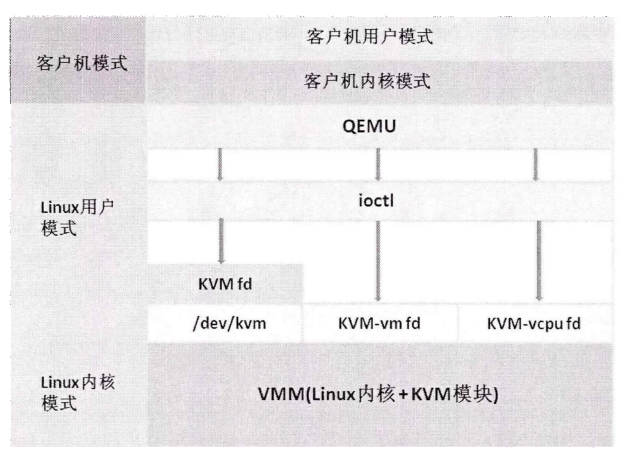 客户机模式
客户机用户模式
客户机内核模式
QEMU
ioctl
Linux用户
模式
KVM fd
/dev/kvm
KVM-vm fd
KVM-vcpu fd
Linux内核
模式
VMM(Linux内核+KVM模块)